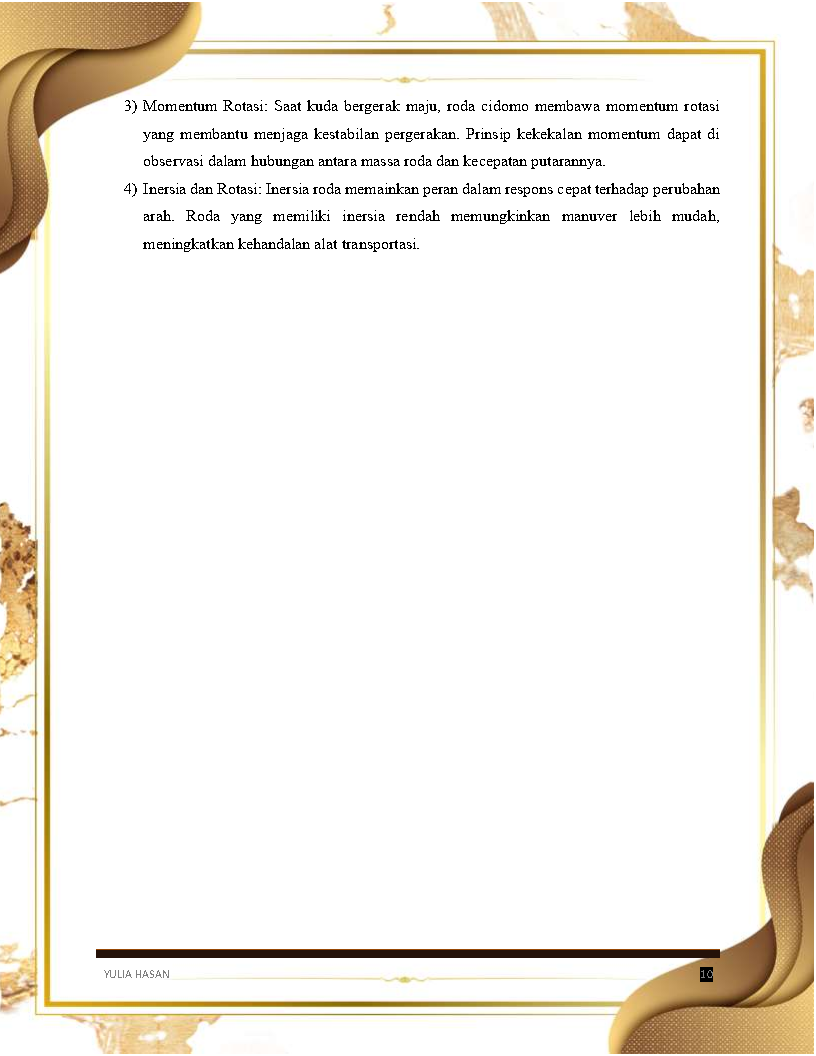 3) Momentum Rotasi: Saat kuda bergerak maju, roda cidomo membawa momentum rotasi
yang membantu menjaga kestabilan pergerakan. Prinsip kekekalan momentum dapat di
observasi dalam hubungan antara massa roda dan kecepatan putarannya.
4) Inersia dan Rotasi: Inersia roda memainkan peran dalam respons cepat terhadap perubahan
arah. Roda yang memiliki inersia rendah memungkinkan manuver lebih mudah,
meningkatkan kehandalan alat transportasi.
YULIA HASAN 10